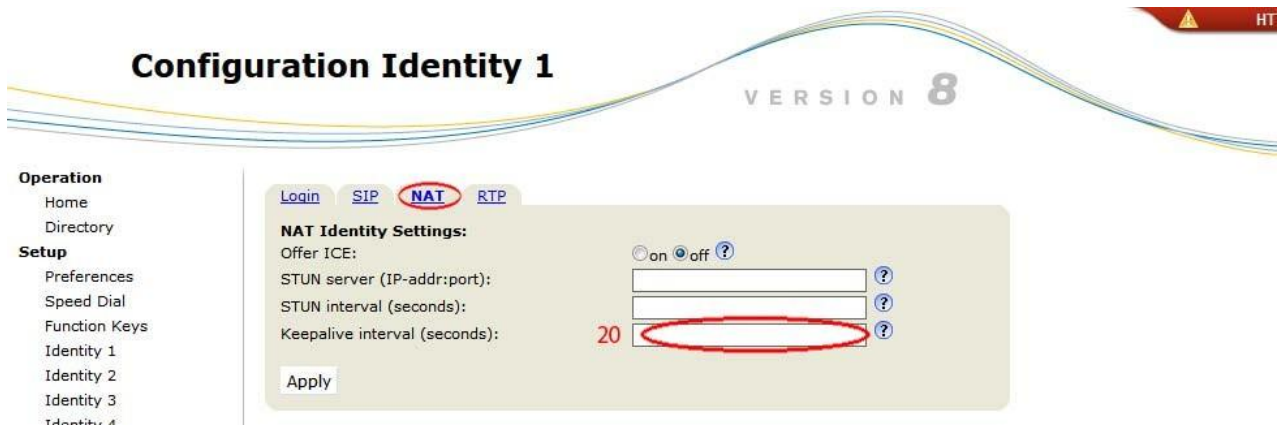 HT
Configuration Identity 1
VERSION 8
Operation
Home
Directory
Setup
Preferences
Speed Dial
Function Keys
Identity 1
Identity 2
Identity 3
Identity 4
Login SIP NAT RTP
NAT Identity Settings:
Offer ICE: on off ?
STUN server (IP-addr:port): ?
STUN interval (seconds): ?
Keepalive interval (seconds): 20 ?
Apply